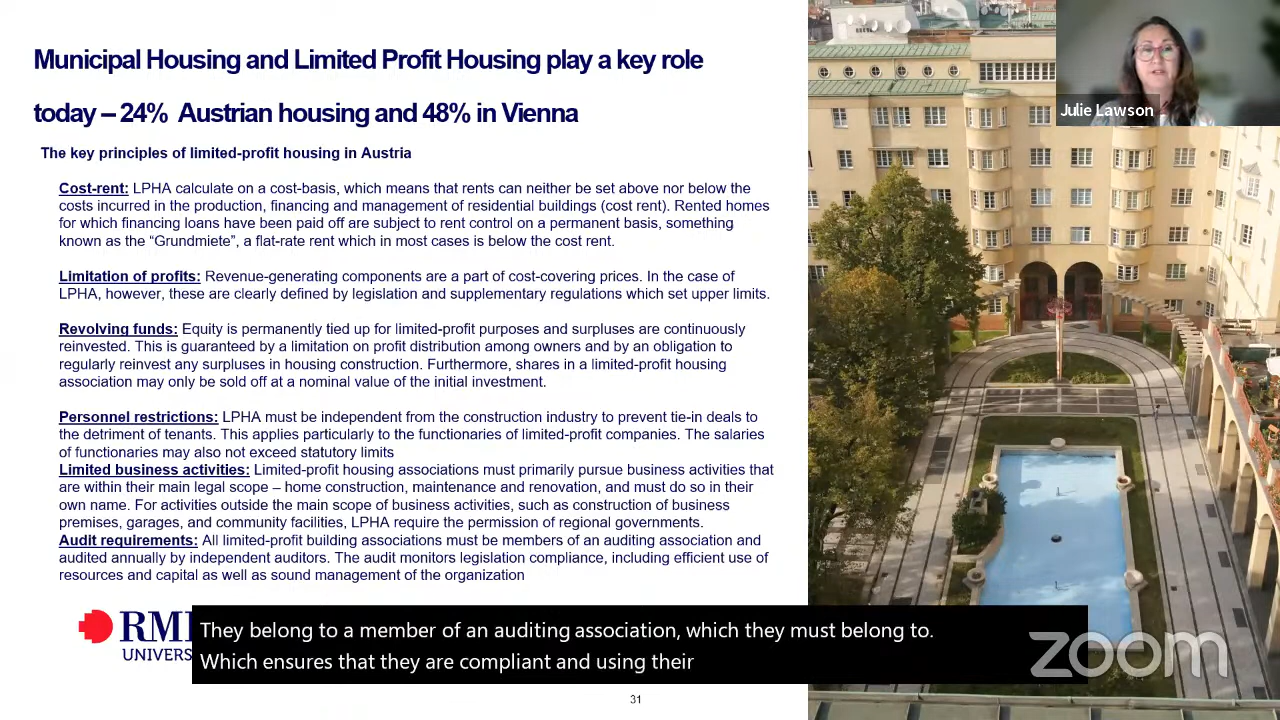 Municipal Housing and Limited Profit Housing play a key role
today – 24% Austrian housing and 48% in Vienna
Julie Lawson
The key principles of limited-profit housing in Austria
Cost-rent: LPHA calculate on a cost-basis, which means that rents can neither be set above nor below the
costs incurred in the production, financing and management of residential buildings (cost rent). Rented homes
for which financing loans have been paid off are subject to rent control on a permanent basis, something
known as the “Grundmiete”, a flat-rate rent which in most cases is below the cost rent.
Limitation of profits: Revenue-generating components are a part of cost-covering prices. In the case of
LPHA, however, these are clearly defined by legislation and supplementary regulations which set upper limits.
Revolving funds: Equity is permanently tied up for limited-profit purposes and surpluses are continuously
reinvested. This is guaranteed by a limitation on profit distribution among owners and by an obligation to
regularly reinvest any surpluses in housing construction. Furthermore, shares in a limited-profit housing
association may only be sold off at a nominal value of the initial investment.
Personnel restrictions: LPHA must be independent from the construction industry to prevent tie-in deals to
the detriment of tenants. This applies particularly to the functionaries of limited-profit companies. The salaries
of functionaries may also not exceed statutory limits
Limited business activities: Limited-profit housing associations must primarily pursue business activities that
are within their main legal scope – home construction, maintenance and renovation, and must do so in their
own name. For activities outside the main scope of business activities, such as construction of business
premises, garages, and community facilities, LPHA require the permission of regional governments.
Audit requirements: All limited-profit building associations must be members of an auditing association and
audited annually by independent auditors. The audit monitors legislation compliance, including efficient use of
resources and capital as well as sound management of the organization
RMI
UNIVERS
They belong to a member of an auditing association, which they must belong to.
Which ensures that they are compliant and using their
zoom
31